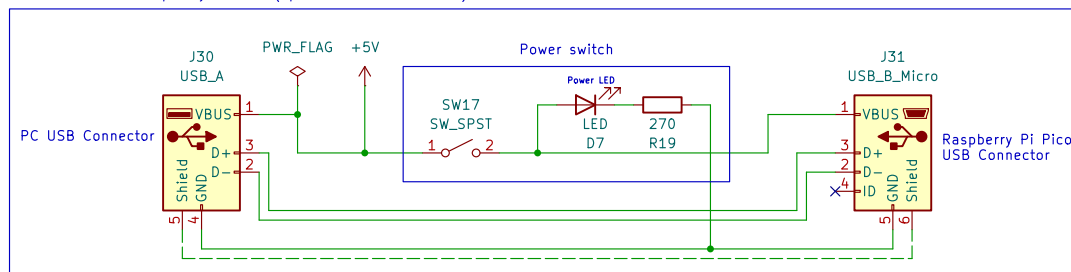 J30
USB_A
PWR_FLAG
+5V
Power switch
J31
USB_B_Micro
Power LED
VBUS
1
SW17
SW_SPST
LED
D7
270
R19
1
VBUS
PC USB Connector
D+
3
D-
2
Shield
GND
5
4
1
2
3
D+
2
D-
4
ID
GND
Shield
5
6
Raspberry Pi Pico
USB Connector